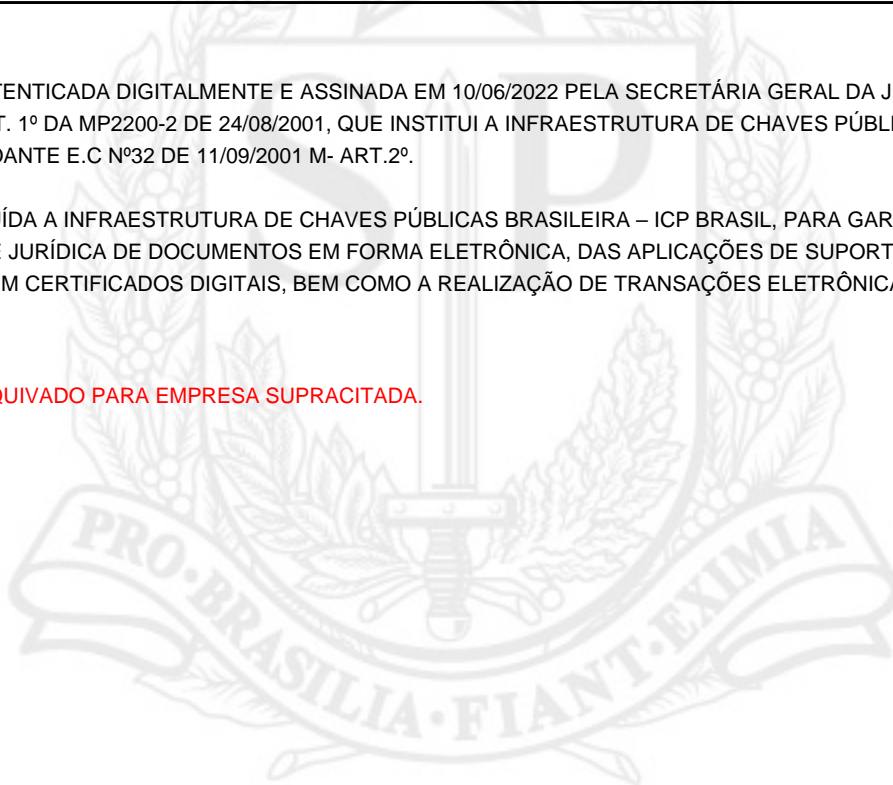 TENTICADA DIGITALMENTE E ASSINADA EM 10/06/2022 PELA SECRETÁRIA GERAL DA J
T. 1º DA MP2200-2 DE 24/08/2001, QUE INSTITUI A INFRAESTRUTURA DE CHAVES PÚBL
DANTE E.C Nº32 DE 11/09/2001 M- ART.2º.
ÍDA A INFRAESTRUTURA DE CHAVES PÚBLICAS BRASILEIRA – ICP BRASIL, PARA GAR
E JURÍDICA DE DOCUMENTOS EM FORMA ELETRÔNICA, DAS APLICAÇÕES DE SUPORT
M CERTIFICADOS DIGITAIS, BEM COMO A REALIZAÇÃO DE TRANSAÇÕES ELETRÔNICA
QUIVADO PARA EMPRESA SUPRACITADA.
SP
PRO·BRASILIA·FIANT·EXIMIA